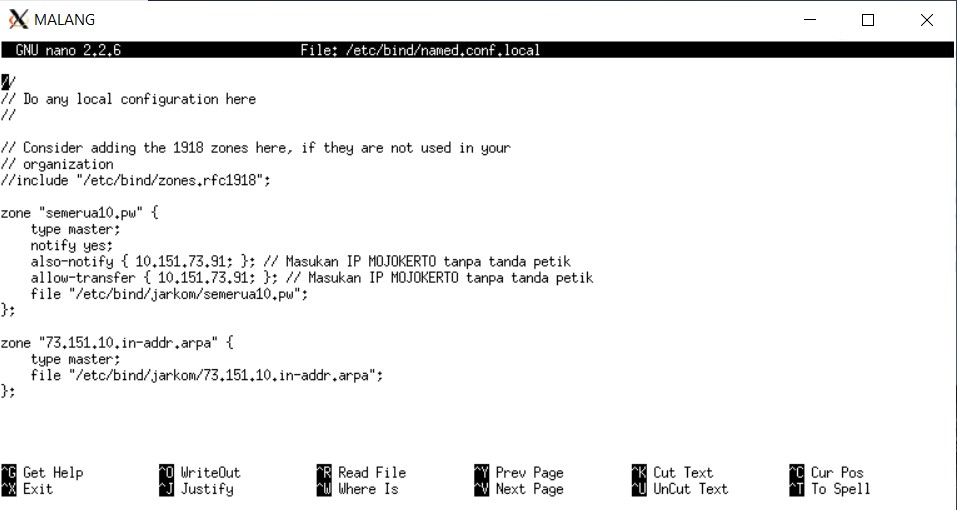 MALANG
GNU nano 2.2.6 File: /etc/bind/named.conf.local
//
// Do any local configuration here
//
// Consider adding the 1918 zones here, if they are not used in your
// organization
//include "/etc/bind/zones.rfc1918";
zone "semerua10.pw" {
    type master;
    notify yes;
    also-notify { 10.151.73.91; }; // Masukan IP MOJOKERTO tanpa tanda petik
    allow-transfer { 10.151.73.91; }; // Masukan IP MOJOKERTO tanpa tanda petik
    file "/etc/bind/jarkom/semerua10.pw";
};
zone "73.151.10.in-addr.arpa" {
    type master;
    file "/etc/bind/jarkom/73.151.10.in-addr.arpa";
};
^G Get Help ^O WriteOut ^R Read File ^Y Prev Page ^K Cut Text ^C Cur Pos
^X Exit ^J Justify ^W Where Is ^V Next Page ^U UnCut Text ^T To Spell